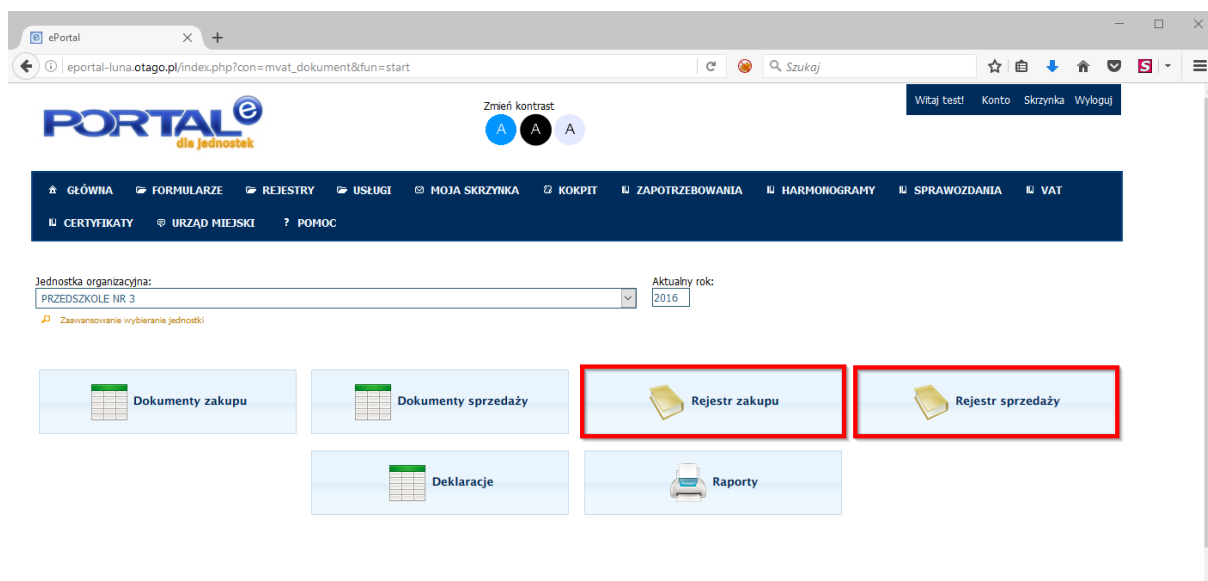 ePortal
eportal-luna.otago.pl/index.php?con=mvat_dokument&fun=start
Szukaj
S
PORTAL e
dla jednostek
Zmień kontrast
A A A
Witaj test! Konto Skrzynka Wyloguj
GŁÓWNA FORMULARZE REJESTRY USŁUGI MOJA SKRZYNKA KOKPIT ZAPOTRZEBOWANIA HARMONOGRAMY SPRAWOZDANIA VAT
CERTYFIKATY URZĄD MIEJSKI ? POMOC
Jednostka organizacyjna: Aktualny rok:
PRZEDSZKOLE NR 3 2016
Zaawansowanie wybieranie jednostki
Dokumenty zakupu Dokumenty sprzedaży Rejestr zakupu Rejestr sprzedaży
Deklaracje Raporty